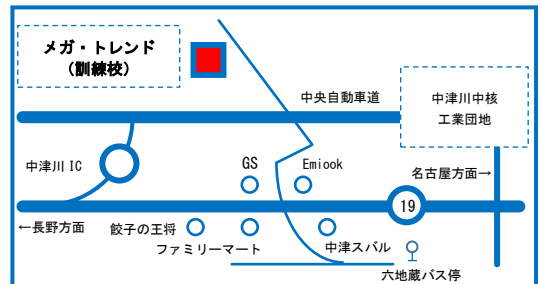 メガ・トレンド
(訓練校)
中央自動車道
中津川中核
工業団地
中津川 IC
GS
Emiook
名古屋方面→
19
←長野方面
餃子の王将
ファミリーマート
中津スバル
六地蔵バス停